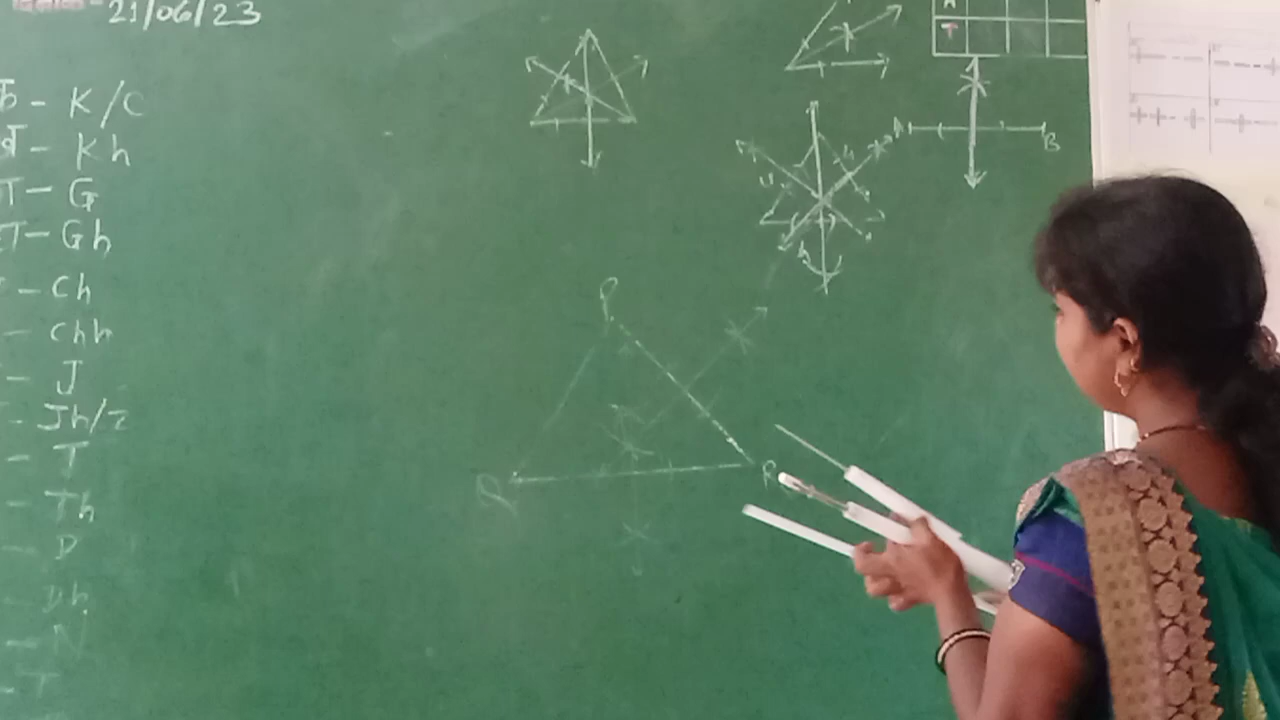 21/06/23
क - K/C
ख - Kh
ग - G
घ - Gh
- Ch
- Chh
- J
- Jh/Z
- T
- Th
- D
- Dh
- N
- T
P
Q
R
A
B